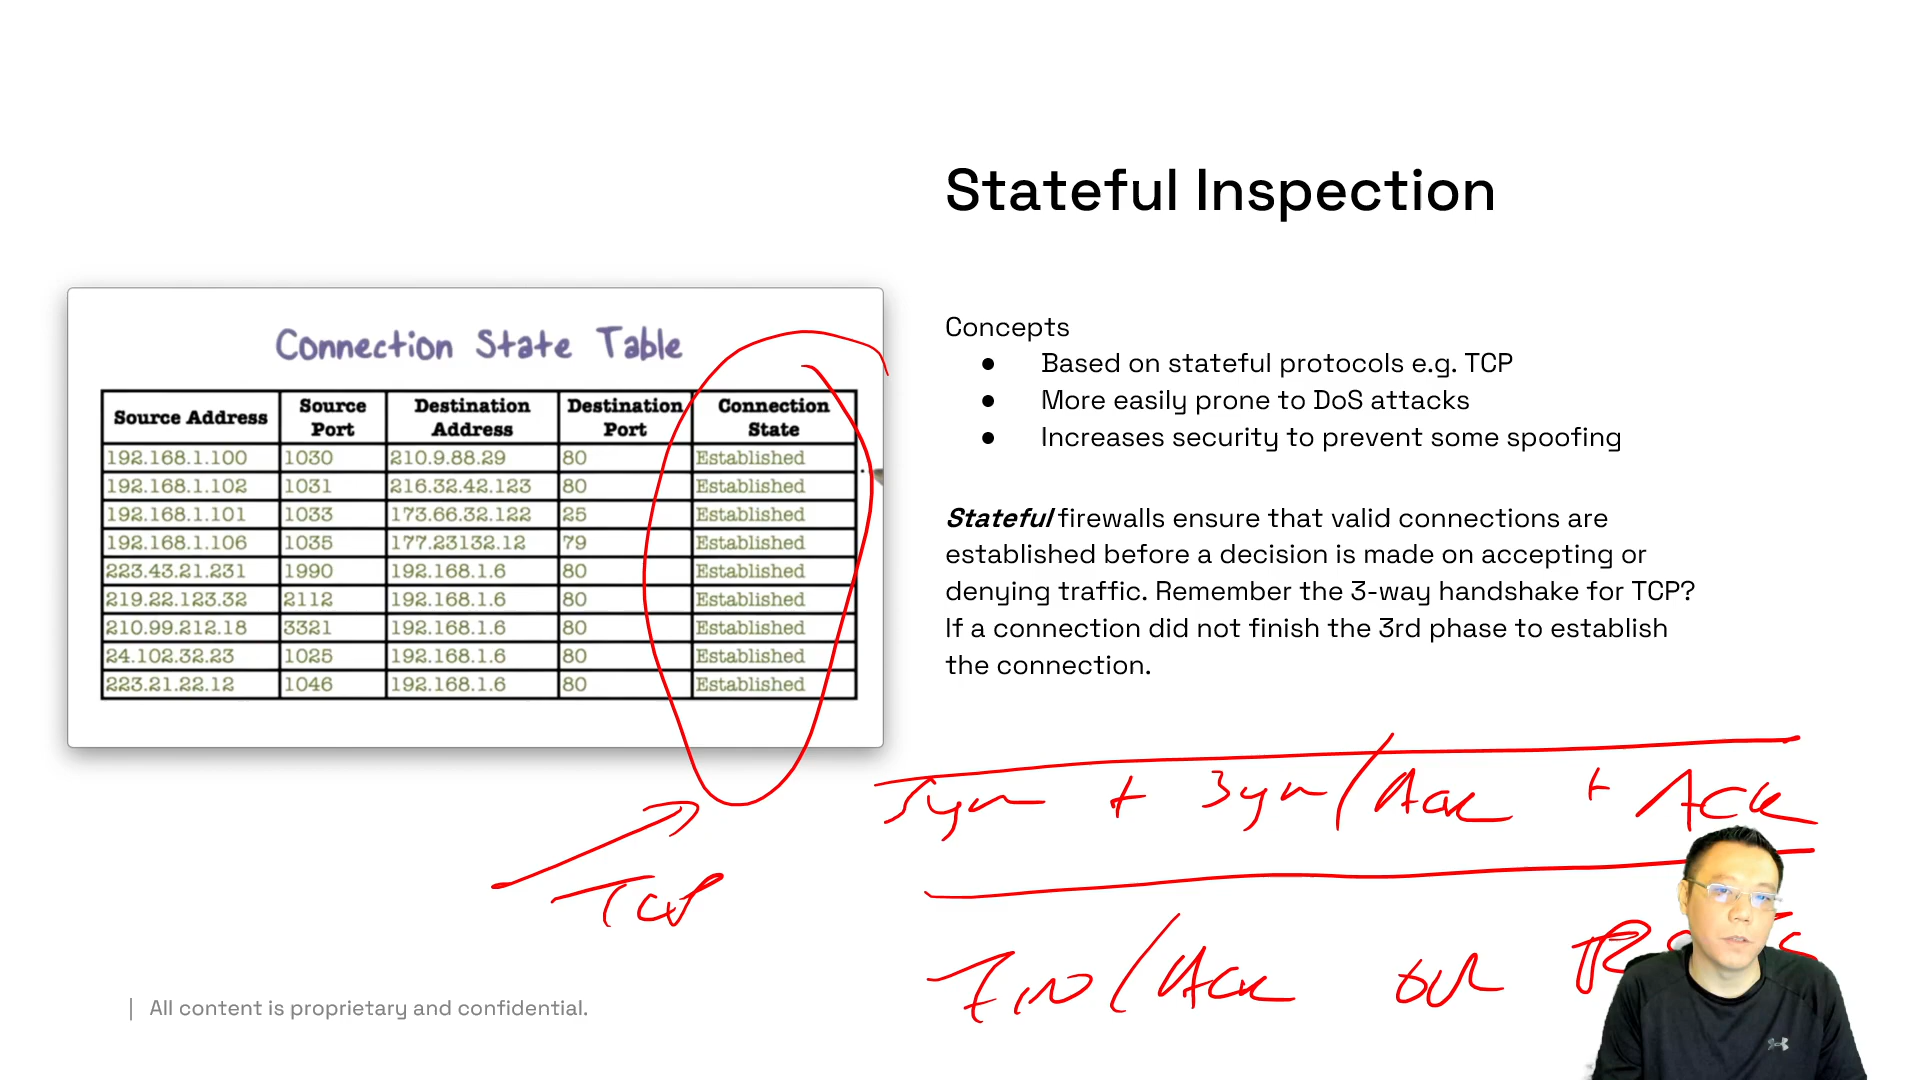 Stateful Inspection
Connection State Table
Source Address | Source Port | Destination Address | Destination Port | Connection State
192.168.1.100 | 1030 | 210.9.88.29 | 80 | Established
192.168.1.102 | 1031 | 216.32.42.123 | 80 | Established
192.168.1.101 | 1033 | 173.66.32.122 | 25 | Established
192.168.1.106 | 1035 | 177.23132.12 | 79 | Established
223.43.21.231 | 1990 | 192.168.1.6 | 80 | Established
219.22.123.32 | 2112 | 192.168.1.6 | 80 | Established
210.99.212.18 | 3321 | 192.168.1.6 | 80 | Established
24.102.32.23 | 1025 | 192.168.1.6 | 80 | Established
223.21.22.12 | 1046 | 192.168.1.6 | 80 | Established
Concepts
● Based on stateful protocols e.g. TCP
● More easily prone to DoS attacks
● Increases security to prevent some spoofing
Stateful firewalls ensure that valid connections are
established before a decision is made on accepting or
denying traffic. Remember the 3-way handshake for TCP?
If a connection did not finish the 3rd phase to establish
the connection.
Syn + Syn/Ack + ACK
TCP
Fin/Ack or
| All content is proprietary and confidential.